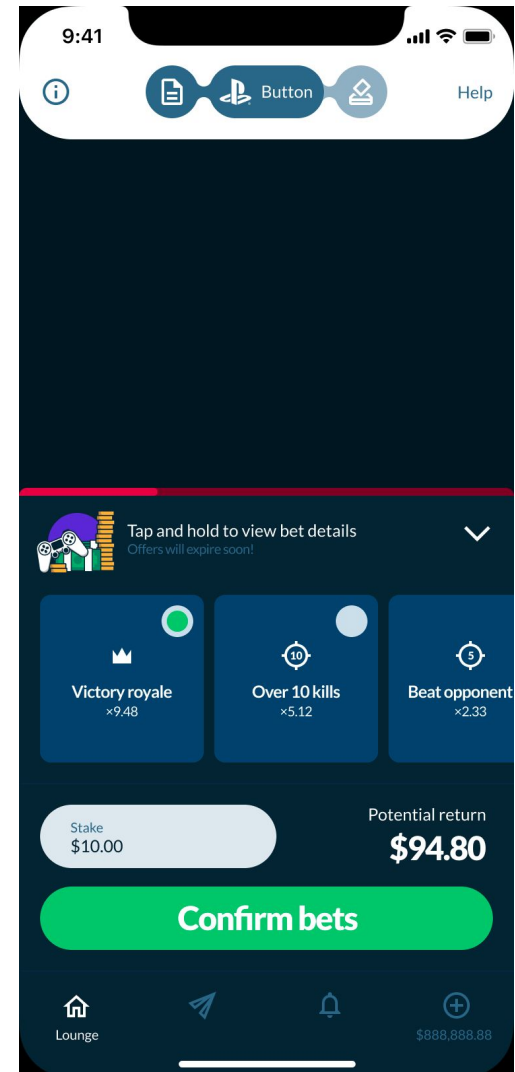 9:41
Button
Help
Tap and hold to view bet details
Offers will expire soon!
Victory royale
×9.48
10
Over 10 kills
×5.12
5
Beat opponent
×2.33
Stake
$10.00
Potential return
$94.80
Confirm bets
Lounge
$888,888.88